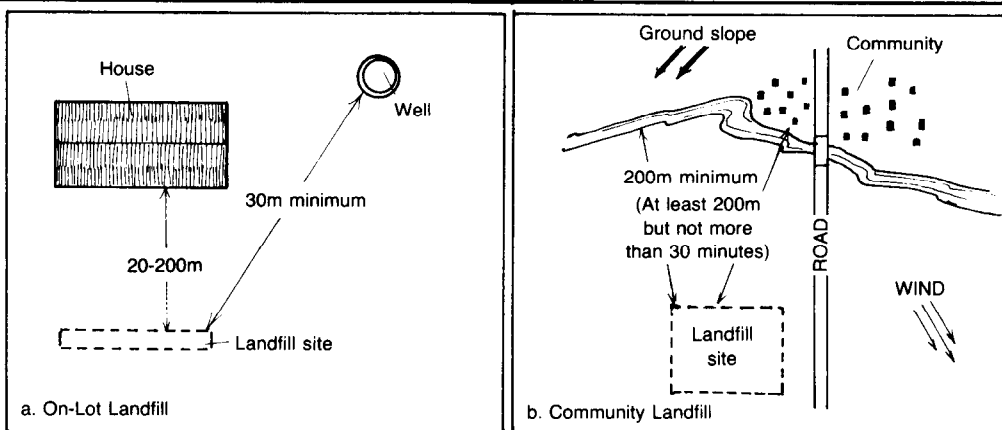 House
Well
30m minimum
20-200m
Landfill site
a. On-Lot Landfill
Ground slope
Community
200m minimum
(At least 200m
but not more
than 30 minutes)
ROAD
WIND
Landfill
site
b. Community Landfill